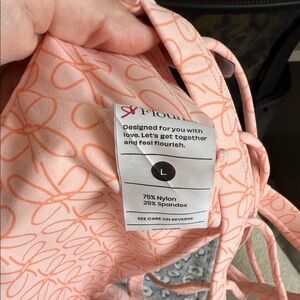 Designed for you with
love. Let's get together
and feel flourish.
L
75% Nylon
25% Spandex
SEE CARE ON REVERSE